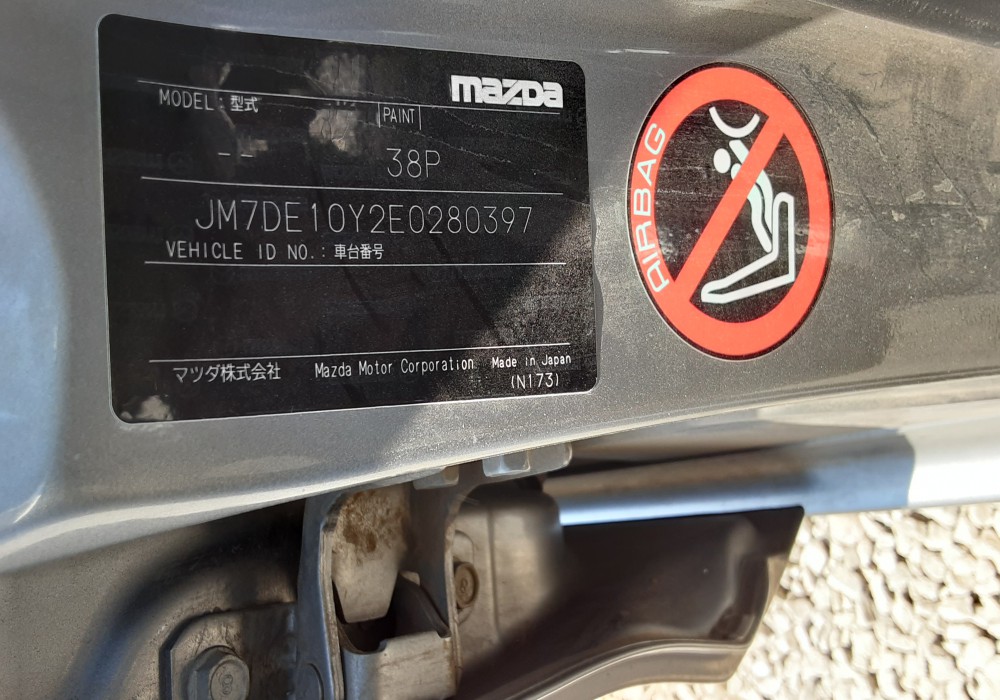 mazda
MODEL : 型式 PAINT
-- 38P
JM7DE10Y2E0280397
VEHICLE ID NO. : 車台番号
マツダ株式会社 Mazda Motor Corporation Made in Japan
(N173)
AIRBAG